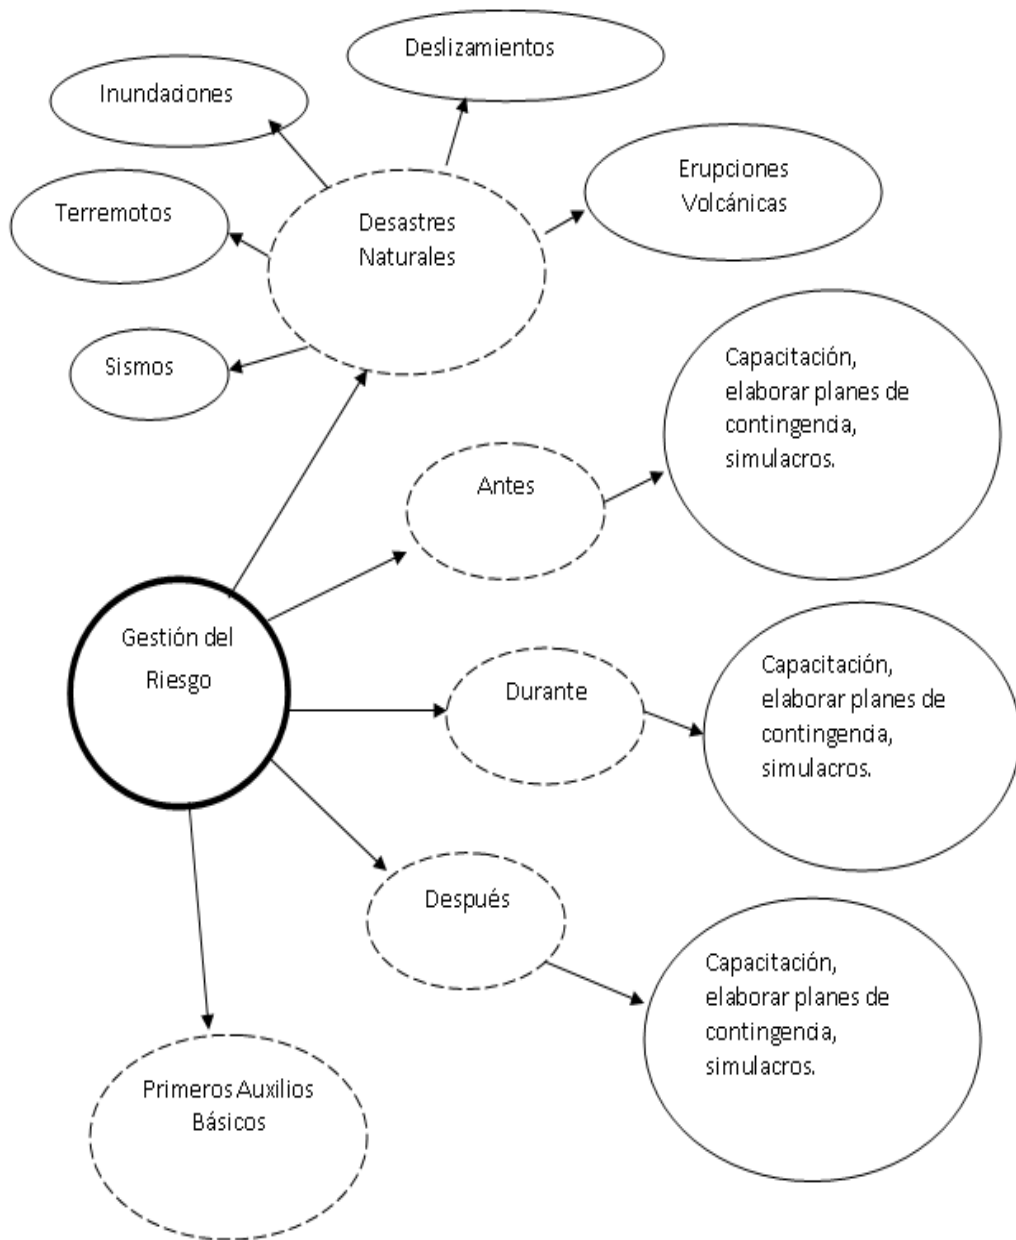 Deslizamientos
Inundaciones
Erupciones
Volcánicas
Terremotos
Desastres
Naturales
Sismos
Capacitación,
elaborar planes de
contingencia,
simulacros.
Antes
Gestión del
Riesgo
Durante
Capacitación,
elaborar planes de
contingencia,
simulacros.
Después
Capacitación,
elaborar planes de
contingencia,
simulacros.
Primeros Auxilios
Básicos